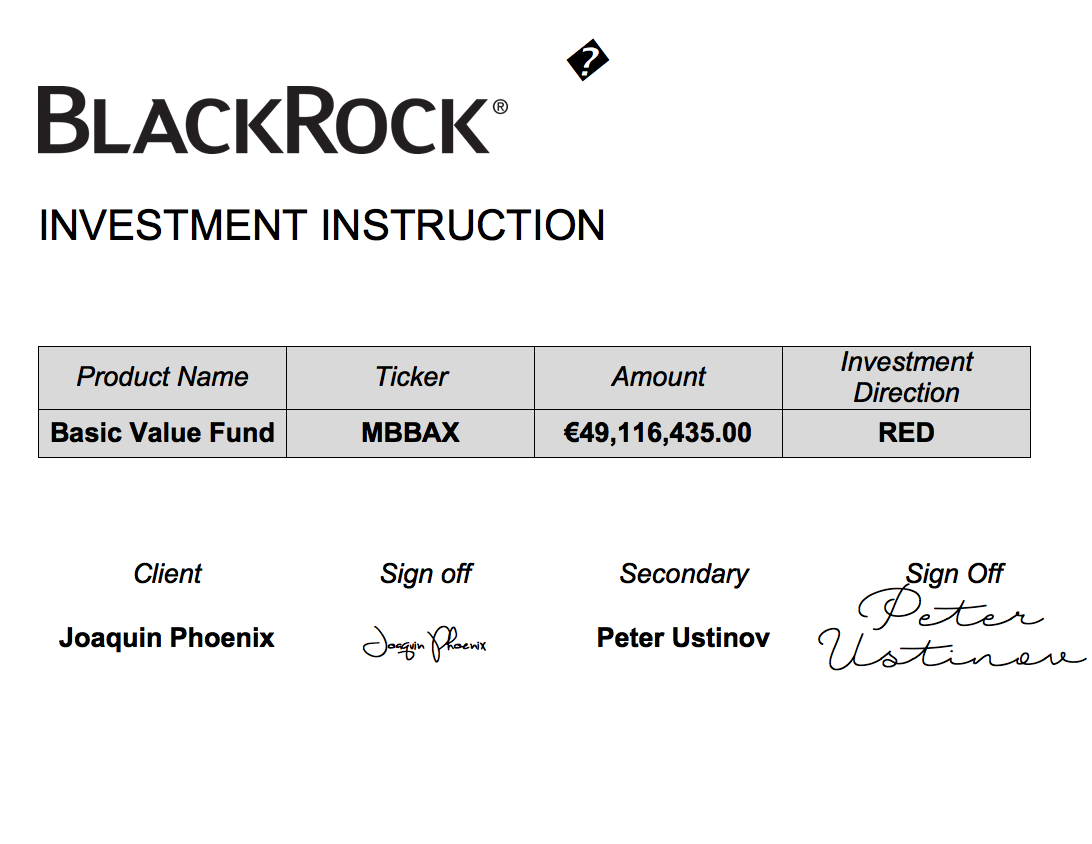 �
BLACKROCK®
INVESTMENT INSTRUCTION
Product Name Ticker Amount Investment Direction
Basic Value Fund MBBAX €49,116,435.00 RED
Client Sign off Secondary Sign Off
Joaquin Phoenix Joaquin Phoenix Peter Ustinov Peter Ustinov